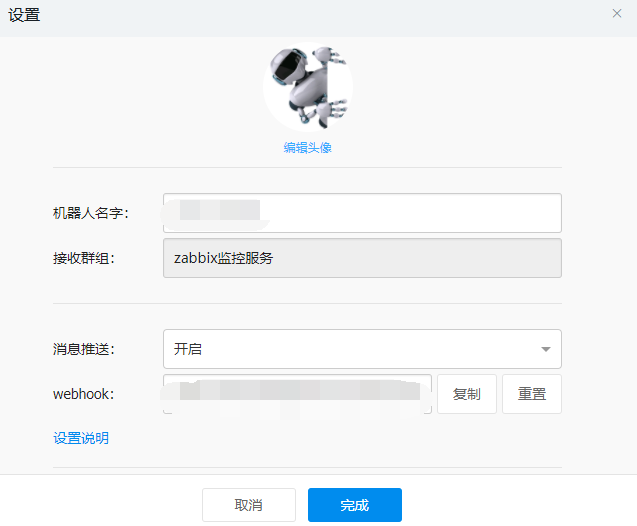 设置
编辑头像
机器人名字：
接收群组： zabbix监控服务
消息推送： 开启
webhook： 复制 重置
设置说明
取消 完成